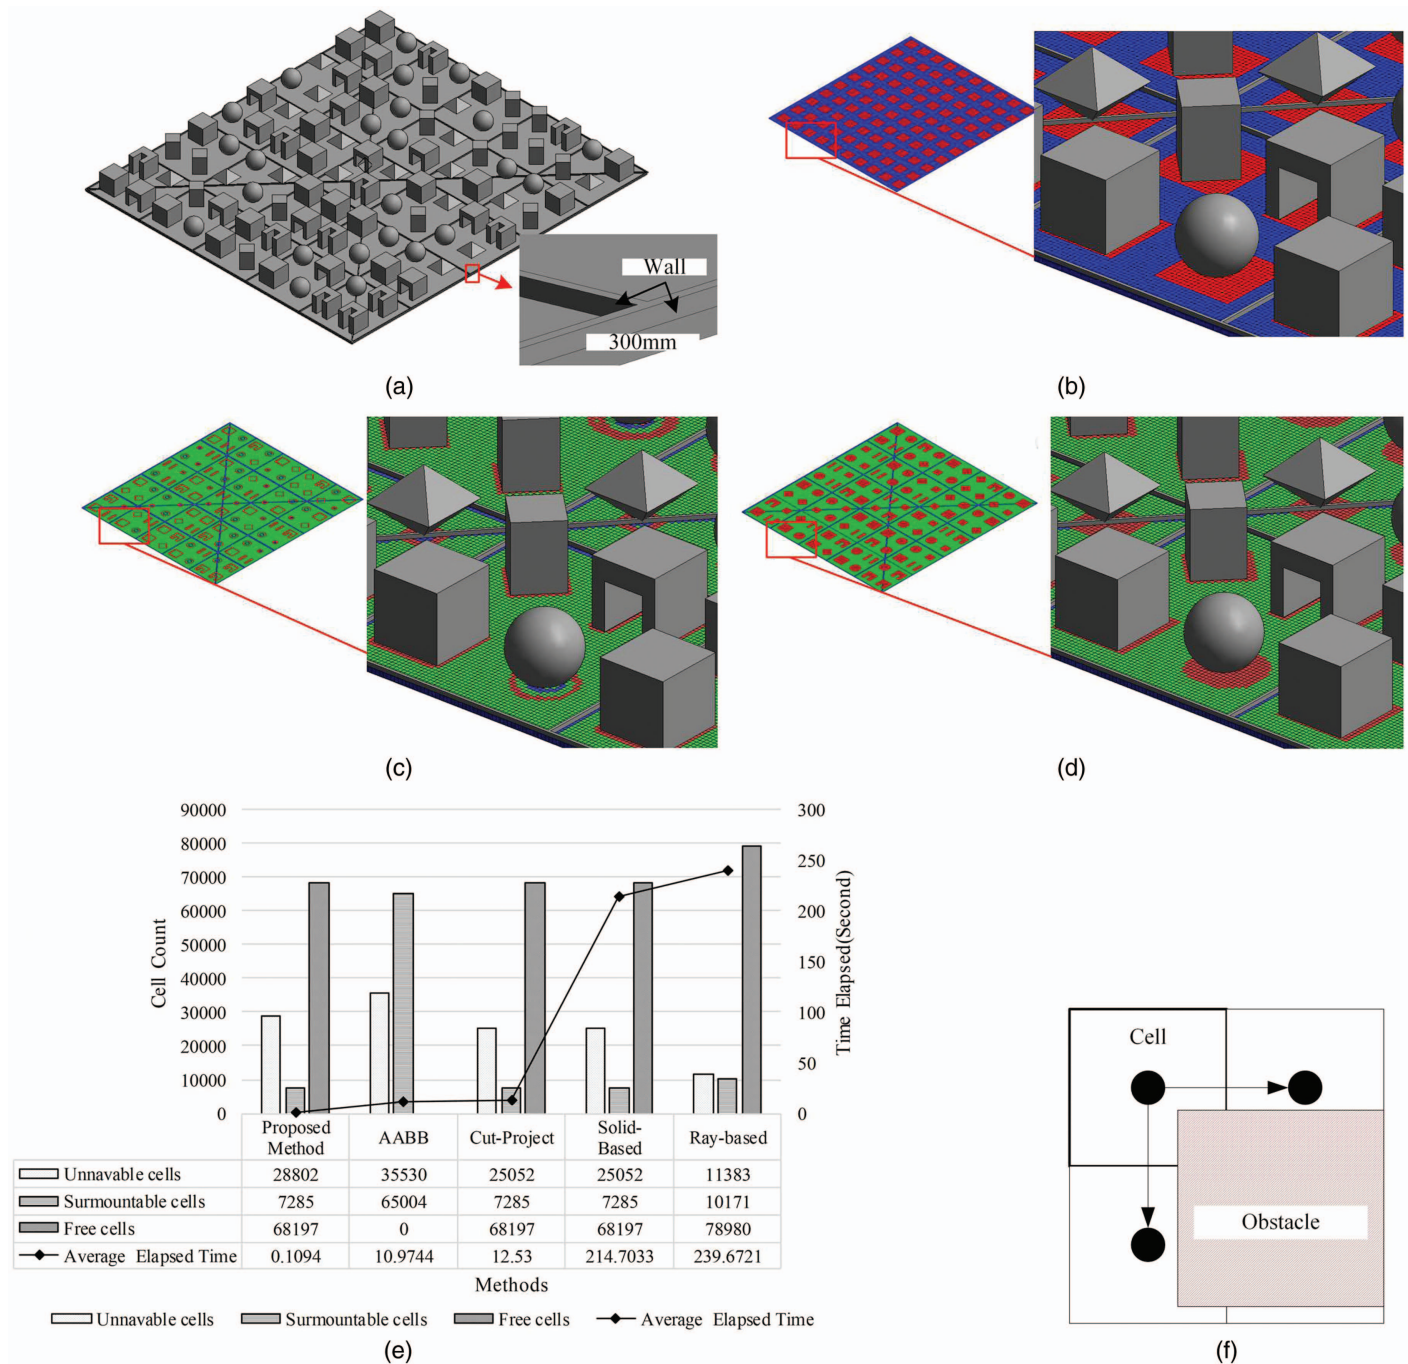 Wall
300mm
(a)
(b)
(c)
(d)
90000
80000
70000
60000
50000
40000
30000
20000
10000
0
Cell Count
300
250
200
150
100
50
0
Time Elapsed(Second)
Proposed Method AABB Cut-Project Solid-Based Ray-based
Unnavable cells 28802 35530 25052 25052 11383
Surmountable cells 7285 65004 7285 7285 10171
Free cells 68197 0 68197 68197 78980
Average Elapsed Time 0.1094 10.9744 12.53 214.7033 239.6721
Methods
Unnavable cells Surmountable cells Free cells Average Elapsed Time
(e)
Cell
Obstacle
(f)